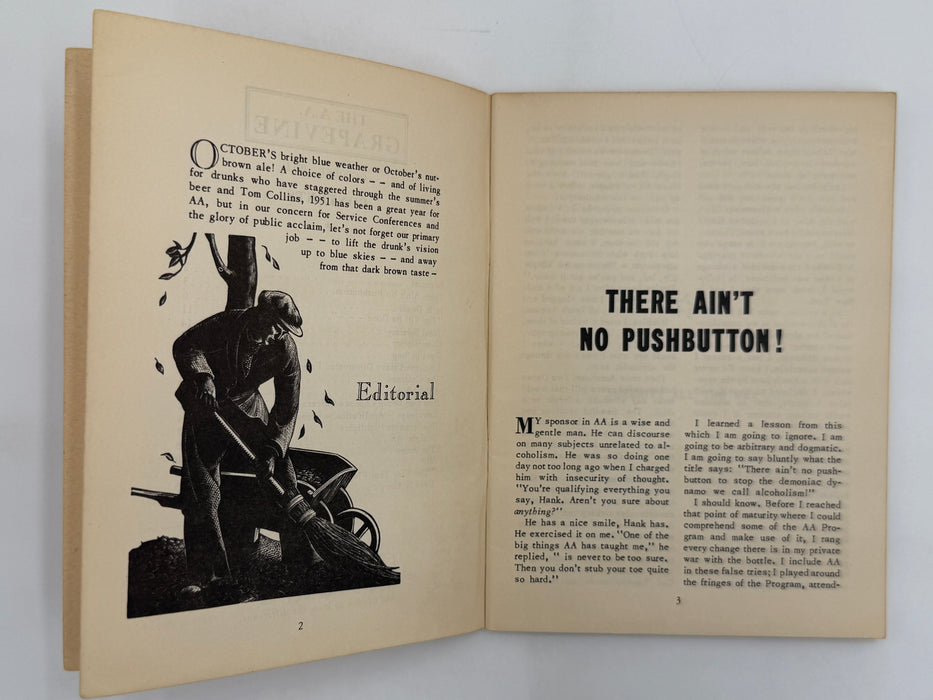 OCTOBER'S bright blue weather or October's nut-
brown ale! A choice of colors -- and of living
for drunks who have staggered through the summer's
beer and Tom Collins, 1951 has been a great year for
AA, but in our concern for Service Conferences and
the glory of public acclaim, let's not forget our primary
job -- to lift the drunk's vision
up to blue skies -- and away
from that dark brown taste -
Editorial
2
THERE AIN'T
NO PUSHBUTTON!
MY sponsor in AA is a wise and
gentle man. He can discourse
on many subjects unrelated to al-
coholism. He was so doing one
day not too long ago when I charged
him with insecurity of thought.
"You're qualifying everything you
say, Hank. Aren't you sure about
anything?"
He has a nice smile, Hank has.
He exercised it on me. "One of the
big things AA has taught me," he
replied, " is never to be too sure.
Then you don't stub your toe quite
so hard."
I learned a lesson from this
which I am going to ignore. I am
going to be arbitrary and dogmatic.
I am going to say bluntly what the
title says: "There ain't no push-
button to stop the demoniac dy-
namo we call alcoholism!"
I should know. Before I reached
that point of maturity where I could
comprehend some of the AA Pro-
gram and make use of it, I rang
every change there is in my private
war with the bottle. I include AA
in these false tries; I played around
the fringes of the Program, attend-
3